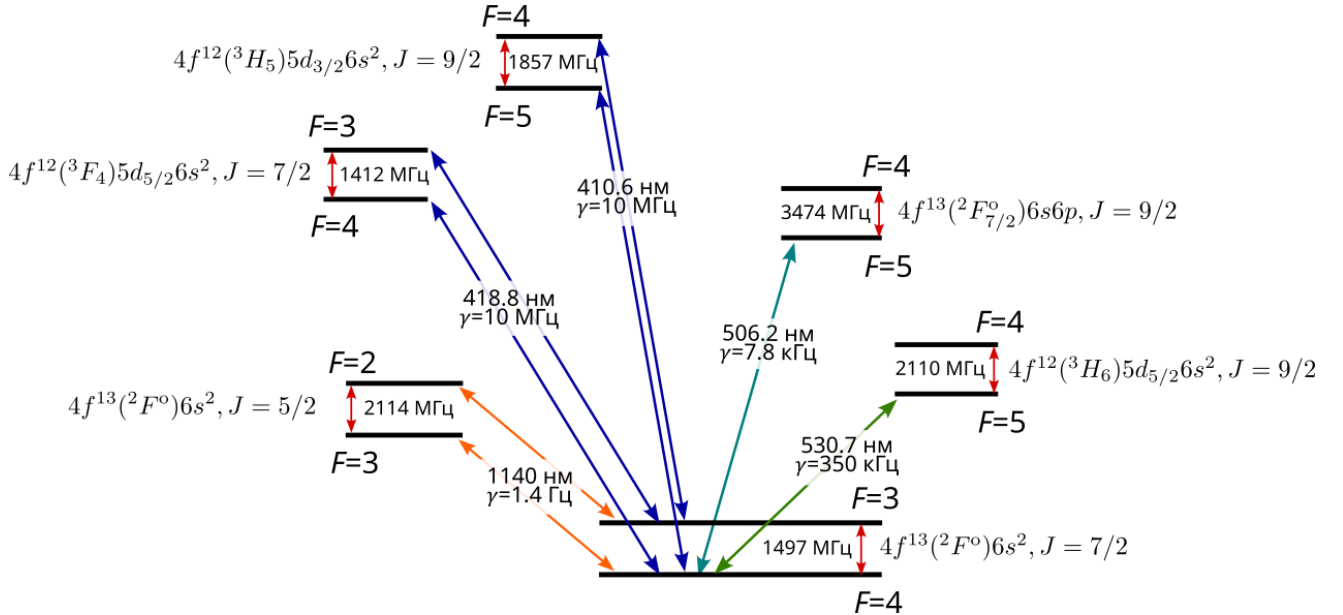 F=4
4f¹²(³H₅)5d₃/₂6s², J = 9/2
1857 МГц
F=5
F=3
4f¹²(³F₄)5d₅/₂6s², J = 7/2
1412 МГц
F=4
410.6 нм
γ=10 МГц
F=4
3474 МГц
4f¹³(²F°₇/₂)6s6p, J = 9/2
F=5
418.8 нм
γ=10 МГц
506.2 нм
γ=7.8 кГц
F=4
2110 МГц
4f¹²(³H₆)5d₅/₂6s², J = 9/2
F=5
F=2
4f¹³(²F°)6s², J = 5/2
2114 МГц
F=3
530.7 нм
γ=350 кГц
1140 нм
γ=1.4 Гц
F=3
1497 МГц
4f¹³(²F°)6s², J = 7/2
F=4